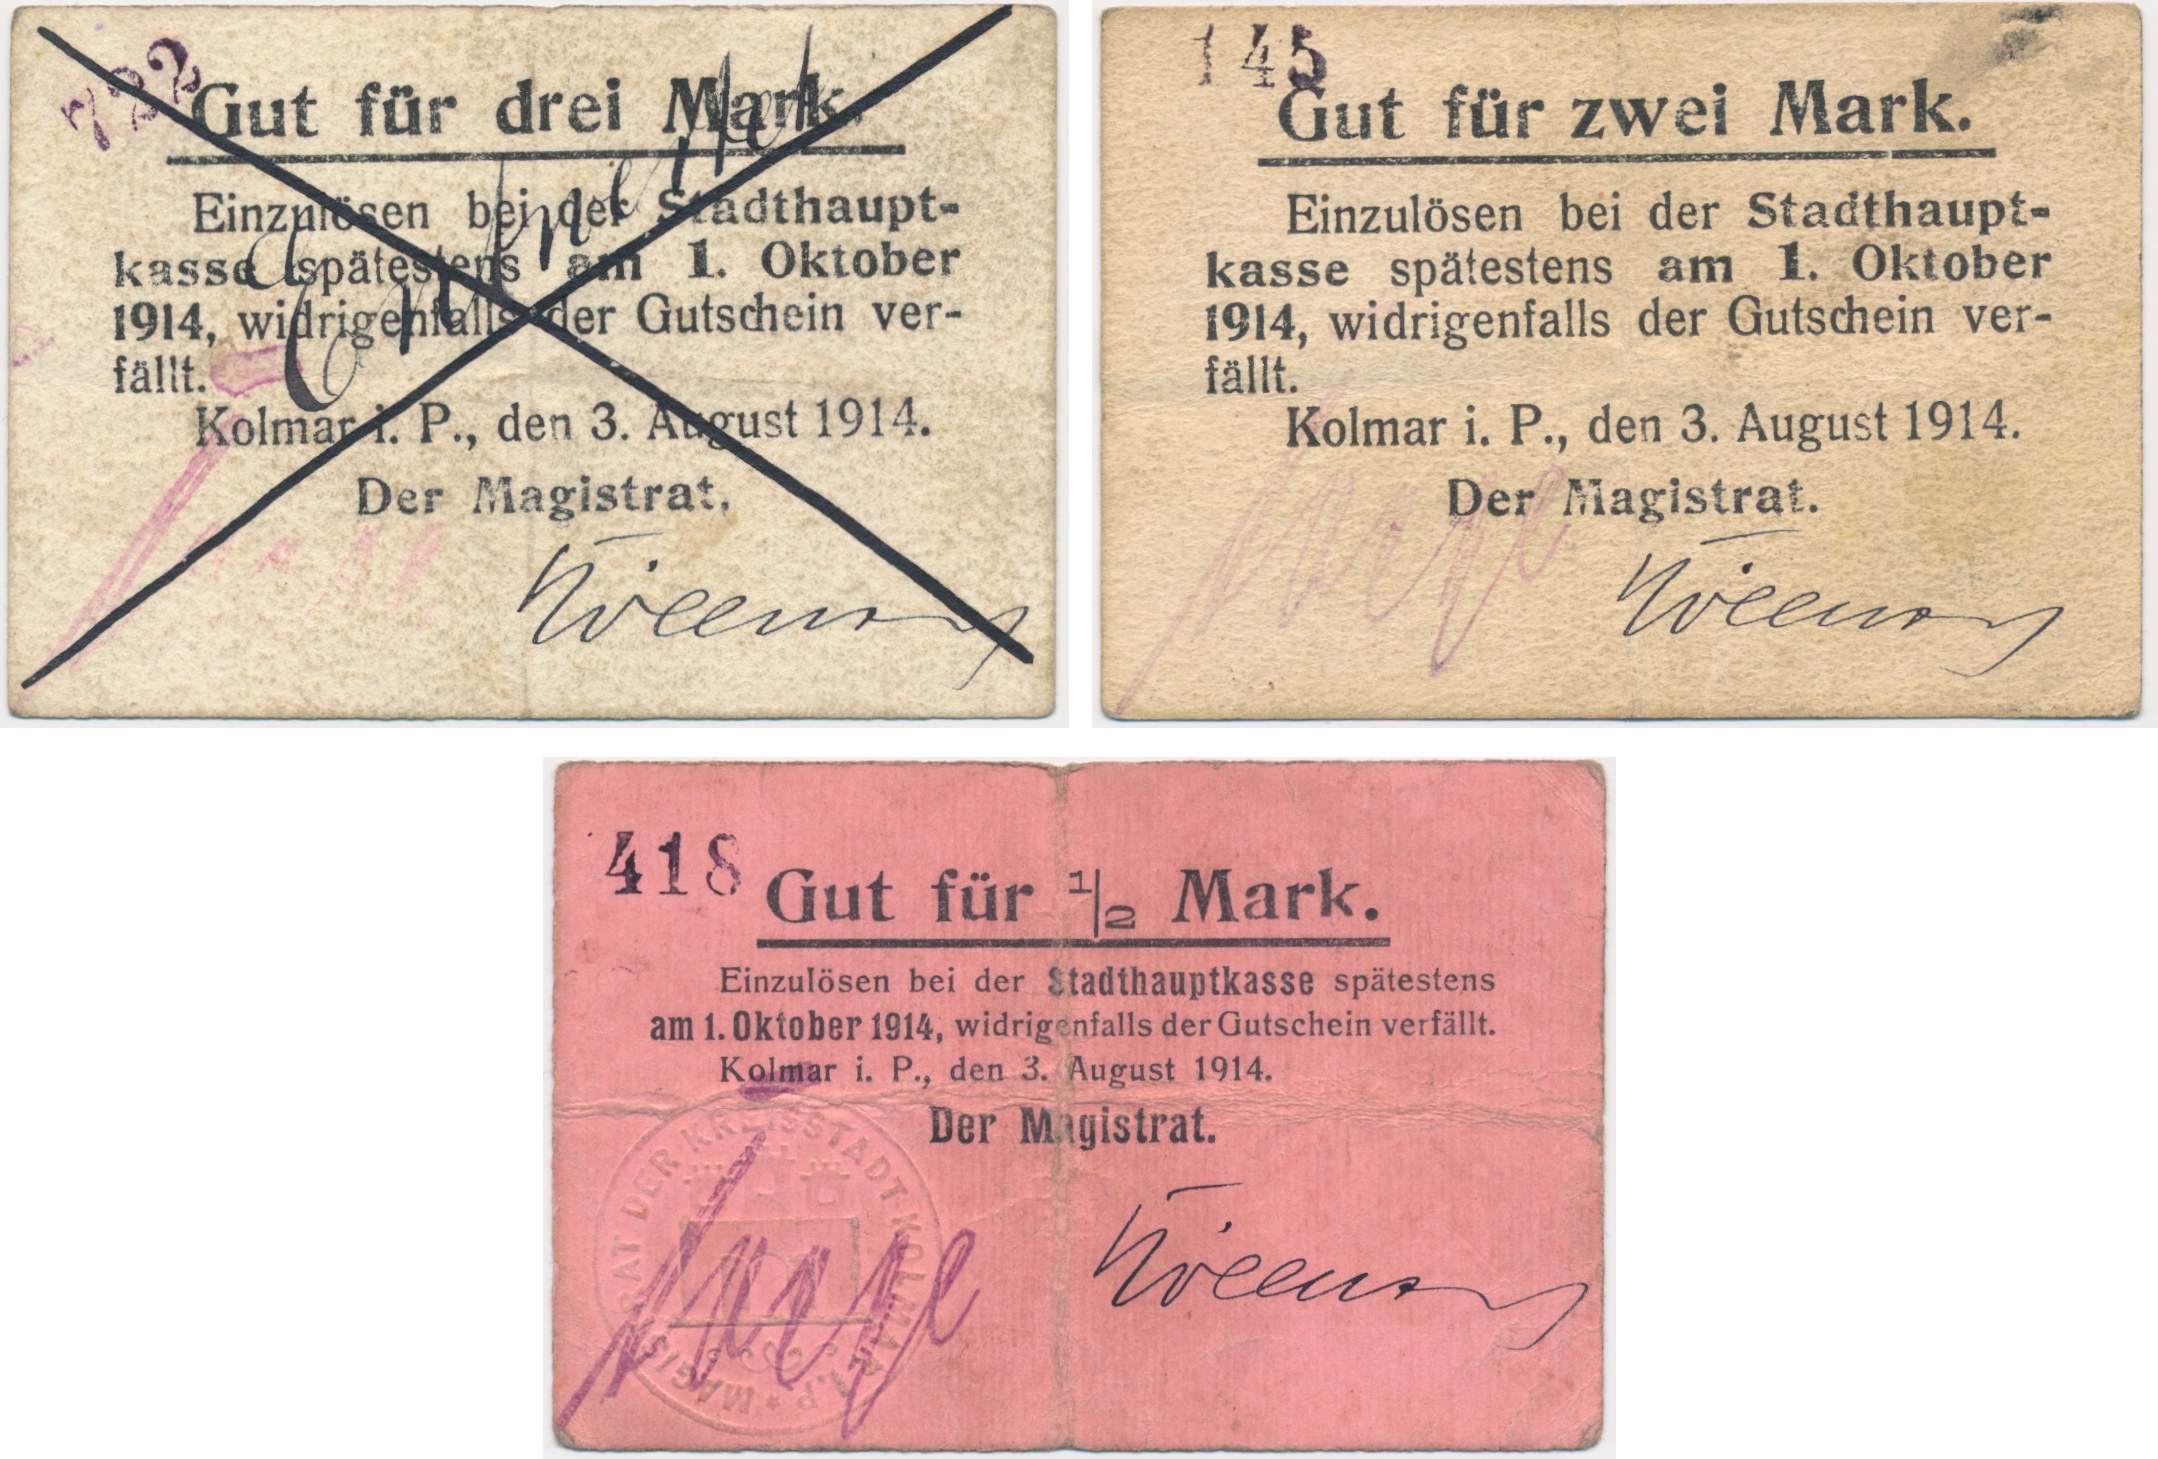 722
Gut für drei Mark.
Einzulösen bei der Stadthaupt-
kasse spätestens am 1. Oktober
1914, widrigenfalls der Gutschein ver-
fällt.
Kolmar i. P., den 3. August 1914.
Der Magistrat.
145
Gut für zwei Mark.
Einzulösen bei der Stadthaupt-
kasse spätestens am 1. Oktober
1914, widrigenfalls der Gutschein ver-
fällt.
Kolmar i. P., den 3. August 1914.
Der Magistrat.
418
Gut für 1/2 Mark.
Einzulösen bei der Stadthauptkasse spätestens
am 1. Oktober 1914, widrigenfalls der Gutschein verfällt.
Kolmar i. P., den 3. August 1914.
Der Magistrat.
MAGISTRAT DER KREISSTADT KOLMAR I.P. *